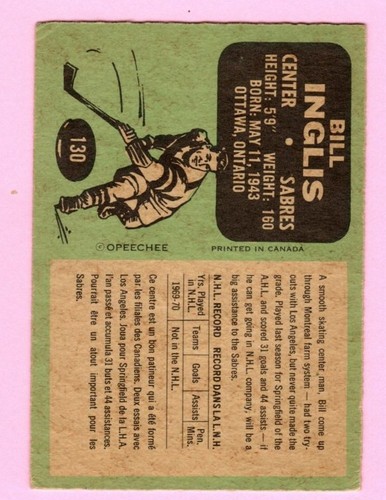 130
BILL
INGLIS
CENTER • SABRES
HEIGHT: 5'9" WEIGHT: 160
BORN: MAY 11, 1943
OTTAWA, ONTARIO
© OPEECHEE
PRINTED IN CANADA
A smooth skating center man, Bill come up
through Montreal farm system — had two try-
outs with Los Angeles, but never quite made the
grade. Played last season for Springfield of the
A.H.L. and scored 31 goals and 44 assists — if
he can get going in N.H.L. company, will be a
big assistance to the Sabres.
N.H.L. RECORD RECORD DANS LA L.N.H.
Yrs. Played
in N.H.L. Teams Goals Assists Pen. Mins.
1969-70 Not in the N.H.L.
Ce centre est un bon patineur qui a été formé
par les filiales des Canadiens. Deux essais avec
Los Angeles. Joua pour Springfield de la L.H.A.
l'an passé et accumula 31 buts et 44 assistances.
Pourrait être un atout important pour les
Sabres.